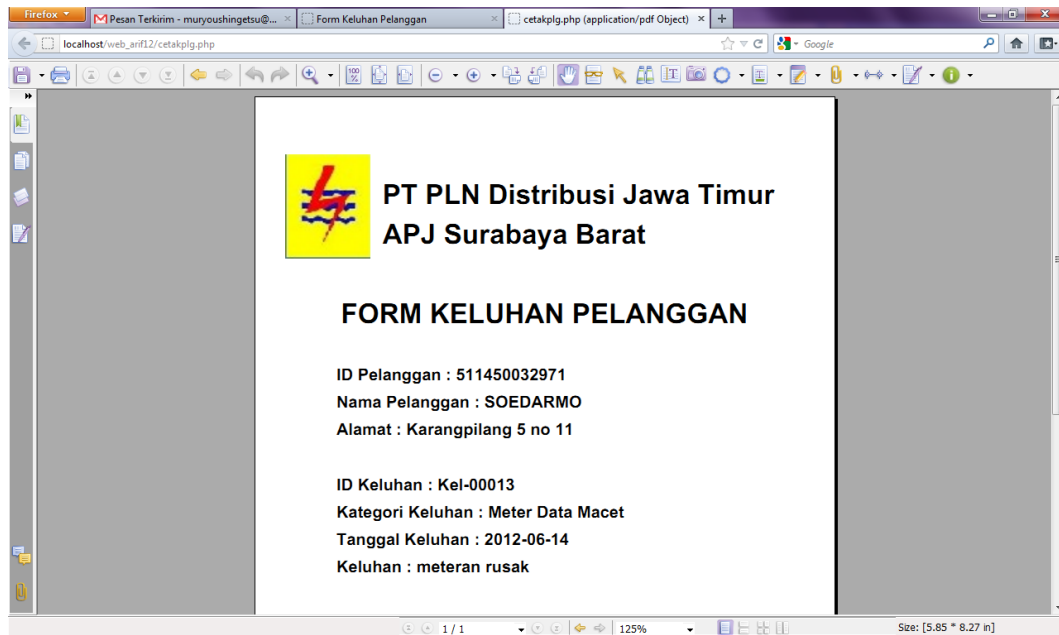 Firefox
Pesan Terkirim - muryoushingetsu@...
Form Keluhan Pelanggan
cetakplg.php (application/pdf Object)
localhost/web_arif12/cetakplg.php
Google
PT PLN Distribusi Jawa Timur
APJ Surabaya Barat
FORM KELUHAN PELANGGAN
ID Pelanggan : 511450032971
Nama Pelanggan : SOEDARMO
Alamat : Karangpilang 5 no 11
ID Keluhan : Kel-00013
Kategori Keluhan : Meter Data Macet
Tanggal Keluhan : 2012-06-14
Keluhan : meteran rusak
1 / 1
125%
Size: [5.85 * 8.27 in]